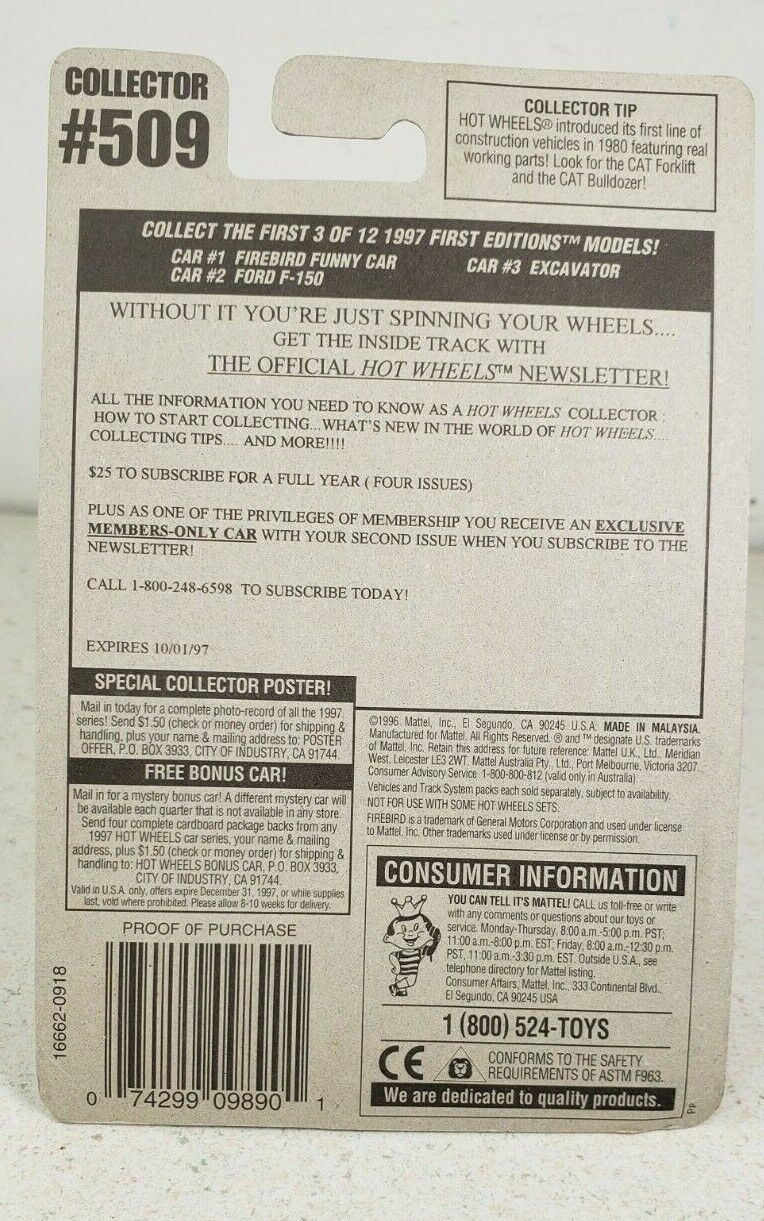 COLLECTOR
#509
COLLECTOR TIP
HOT WHEELS® introduced its first line of
construction vehicles in 1980 featuring real
working parts! Look for the CAT Forklift
and the CAT Bulldozer!
COLLECT THE FIRST 3 OF 12 1997 FIRST EDITIONS™ MODELS!
CAR #1 FIREBIRD FUNNY CAR CAR #3 EXCAVATOR
CAR #2 FORD F-150
WITHOUT IT YOU'RE JUST SPINNING YOUR WHEELS....
GET THE INSIDE TRACK WITH
THE OFFICIAL HOT WHEELS™ NEWSLETTER!
ALL THE INFORMATION YOU NEED TO KNOW AS A HOT WHEELS COLLECTOR :
HOW TO START COLLECTING...WHAT'S NEW IN THE WORLD OF HOT WHEELS....
COLLECTING TIPS.... AND MORE!!!!
$25 TO SUBSCRIBE FOR A FULL YEAR ( FOUR ISSUES)
PLUS AS ONE OF THE PRIVILEGES OF MEMBERSHIP YOU RECEIVE AN EXCLUSIVE
MEMBERS-ONLY CAR WITH YOUR SECOND ISSUE WHEN YOU SUBSCRIBE TO THE
NEWSLETTER!
CALL 1-800-248-6598 TO SUBSCRIBE TODAY!
EXPIRES 10/01/97
SPECIAL COLLECTOR POSTER!
Mail in today for a complete photo-record of all the 1997
series! Send $1.50 (check or money order) for shipping &
handling, plus your name & mailing address to: POSTER
OFFER, P.O. BOX 3933, CITY OF INDUSTRY, CA 91744.
FREE BONUS CAR!
Mail in for a mystery bonus car! A different mystery car will
be available each quarter that is not available in any store.
Send four complete cardboard package backs from any
1997 HOT WHEELS car series, your name & mailing
address, plus $1.50 (check or money order) for shipping &
handling to: HOT WHEELS BONUS CAR, P.O. BOX 3933,
CITY OF INDUSTRY, CA 91744.
Valid in U.S.A. only, offers expire December 31, 1997, or while supplies
last, void where prohibited. Please allow 8-10 weeks for delivery.
PROOF OF PURCHASE
16662-0918
0 74299 09890 1
©1996 Mattel, Inc., El Segundo, CA 90245 U.S.A. MADE IN MALAYSIA.
Manufactured for Mattel. All Rights Reserved. ® and ™ designate U.S. trademarks
of Mattel, Inc. Retain this address for future reference: Mattel U.K., Ltd., Meridian
West, Leicester LE3 2WT. Mattel Australia Pty., Ltd., Port Melbourne, Victoria 3207.
Consumer Advisory Service 1-800-800-812 (valid only in Australia)
Vehicles and Track System packs each sold separately, subject to availability.
NOT FOR USE WITH SOME HOT WHEELS SETS.
FIREBIRD is a trademark of General Motors Corporation and used under license
to Mattel, Inc. Other trademarks used under license or by permission.
CONSUMER INFORMATION
YOU CAN TELL IT'S MATTEL! CALL us toll-free or write
with any comments or questions about our toys or
service. Monday-Thursday, 8:00 a.m.-5:00 p.m. PST;
11:00 a.m.-8:00 p.m. EST; Friday, 8:00 a.m.-12:30 p.m.
PST, 11:00 a.m.-3:30 p.m. EST. Outside U.S.A., see
telephone directory for Mattel listing.
Consumer Affairs, Mattel, Inc., 333 Continental Blvd.,
El Segundo, CA 90245 USA
1 (800) 524-TOYS
CE
CONFORMS TO THE SAFETY
REQUIREMENTS OF ASTM F963.
We are dedicated to quality products.
PP